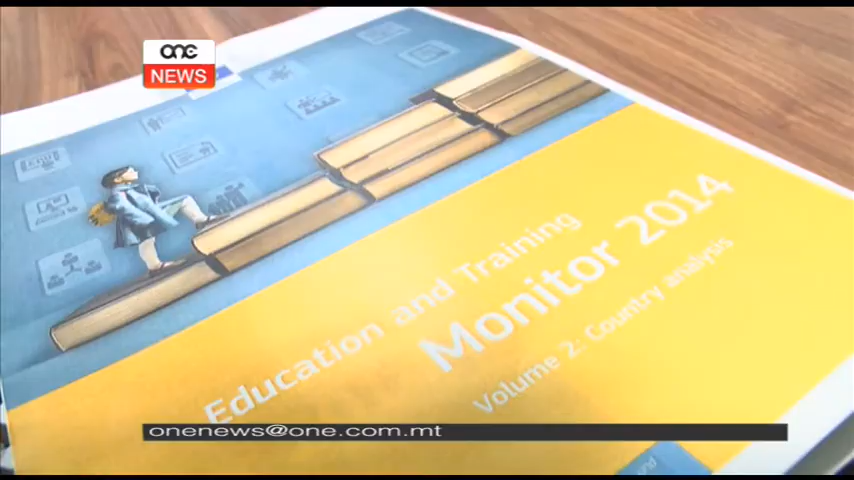 one
NEWS
Education and Training
Monitor 2014
Volume 2: Country analysis
onenews@one.com.mt